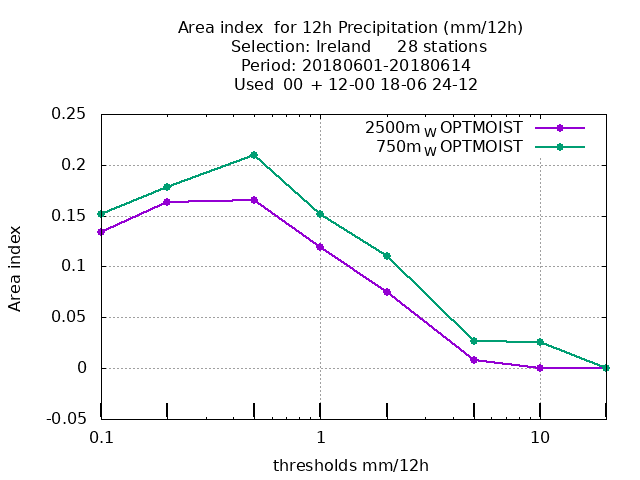 Area index  for 12h Precipitation (mm/12h)
Selection: Ireland     28 stations
Period: 20180601-20180614
Used 00 + 12-00 18-06 24-12
2500m W OPTMOIST
750m W OPTMOIST
0.25
0.2
0.15
0.1
0.05
0
-0.05
Area index
0.1 1 10
thresholds mm/12h